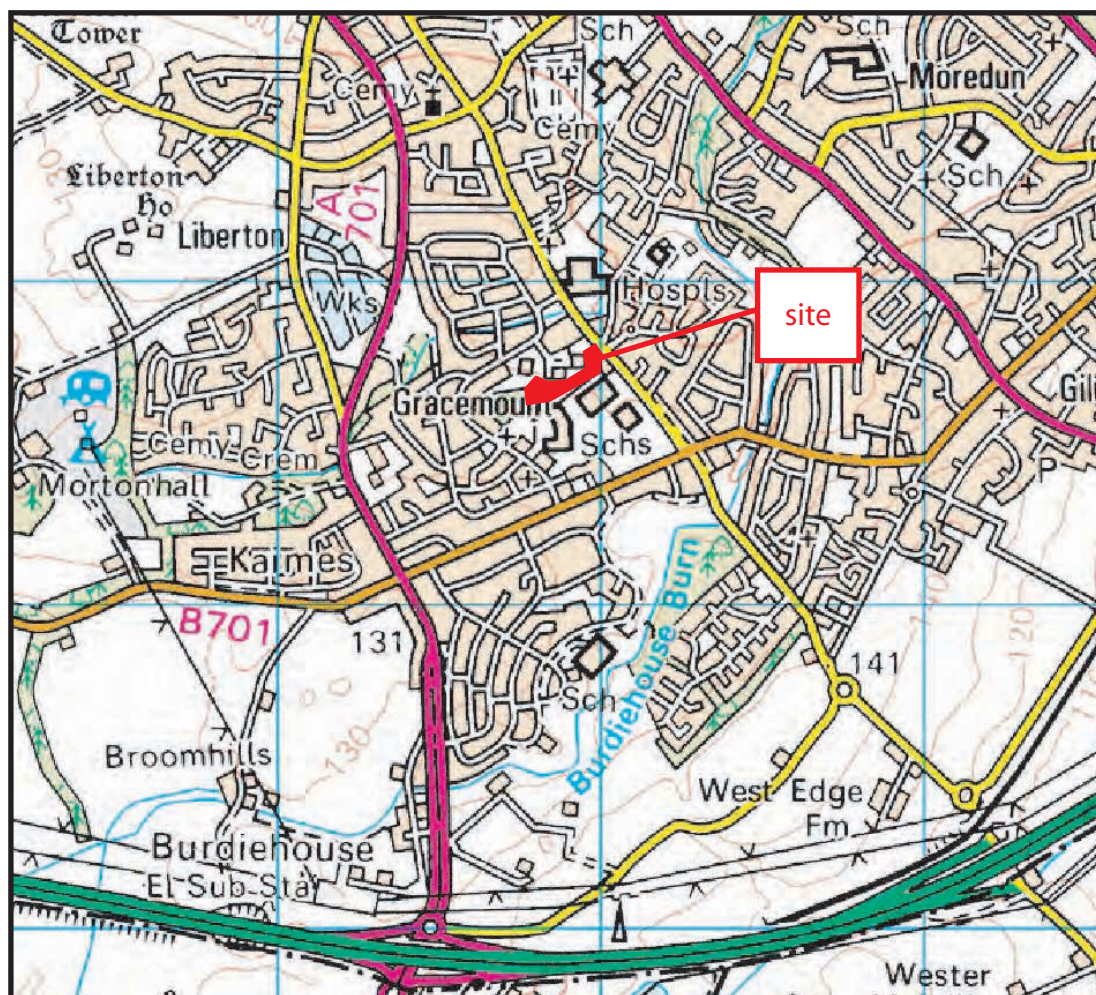 Tower
Sch
Sch
Moredun
Cemy
Cemy
Sch
Liberton
Ho
Liberton
A
701
Wks
Hospls
site
Gracemount
Schs
Gil
Cemy
Crem
Mortonhall
P
Kaimes
B701
131
Burdiehouse Burn
140
120
141
Sch
130
Broomhills
West Edge
Fm
Burdiehouse
El Sub Sta
Wester